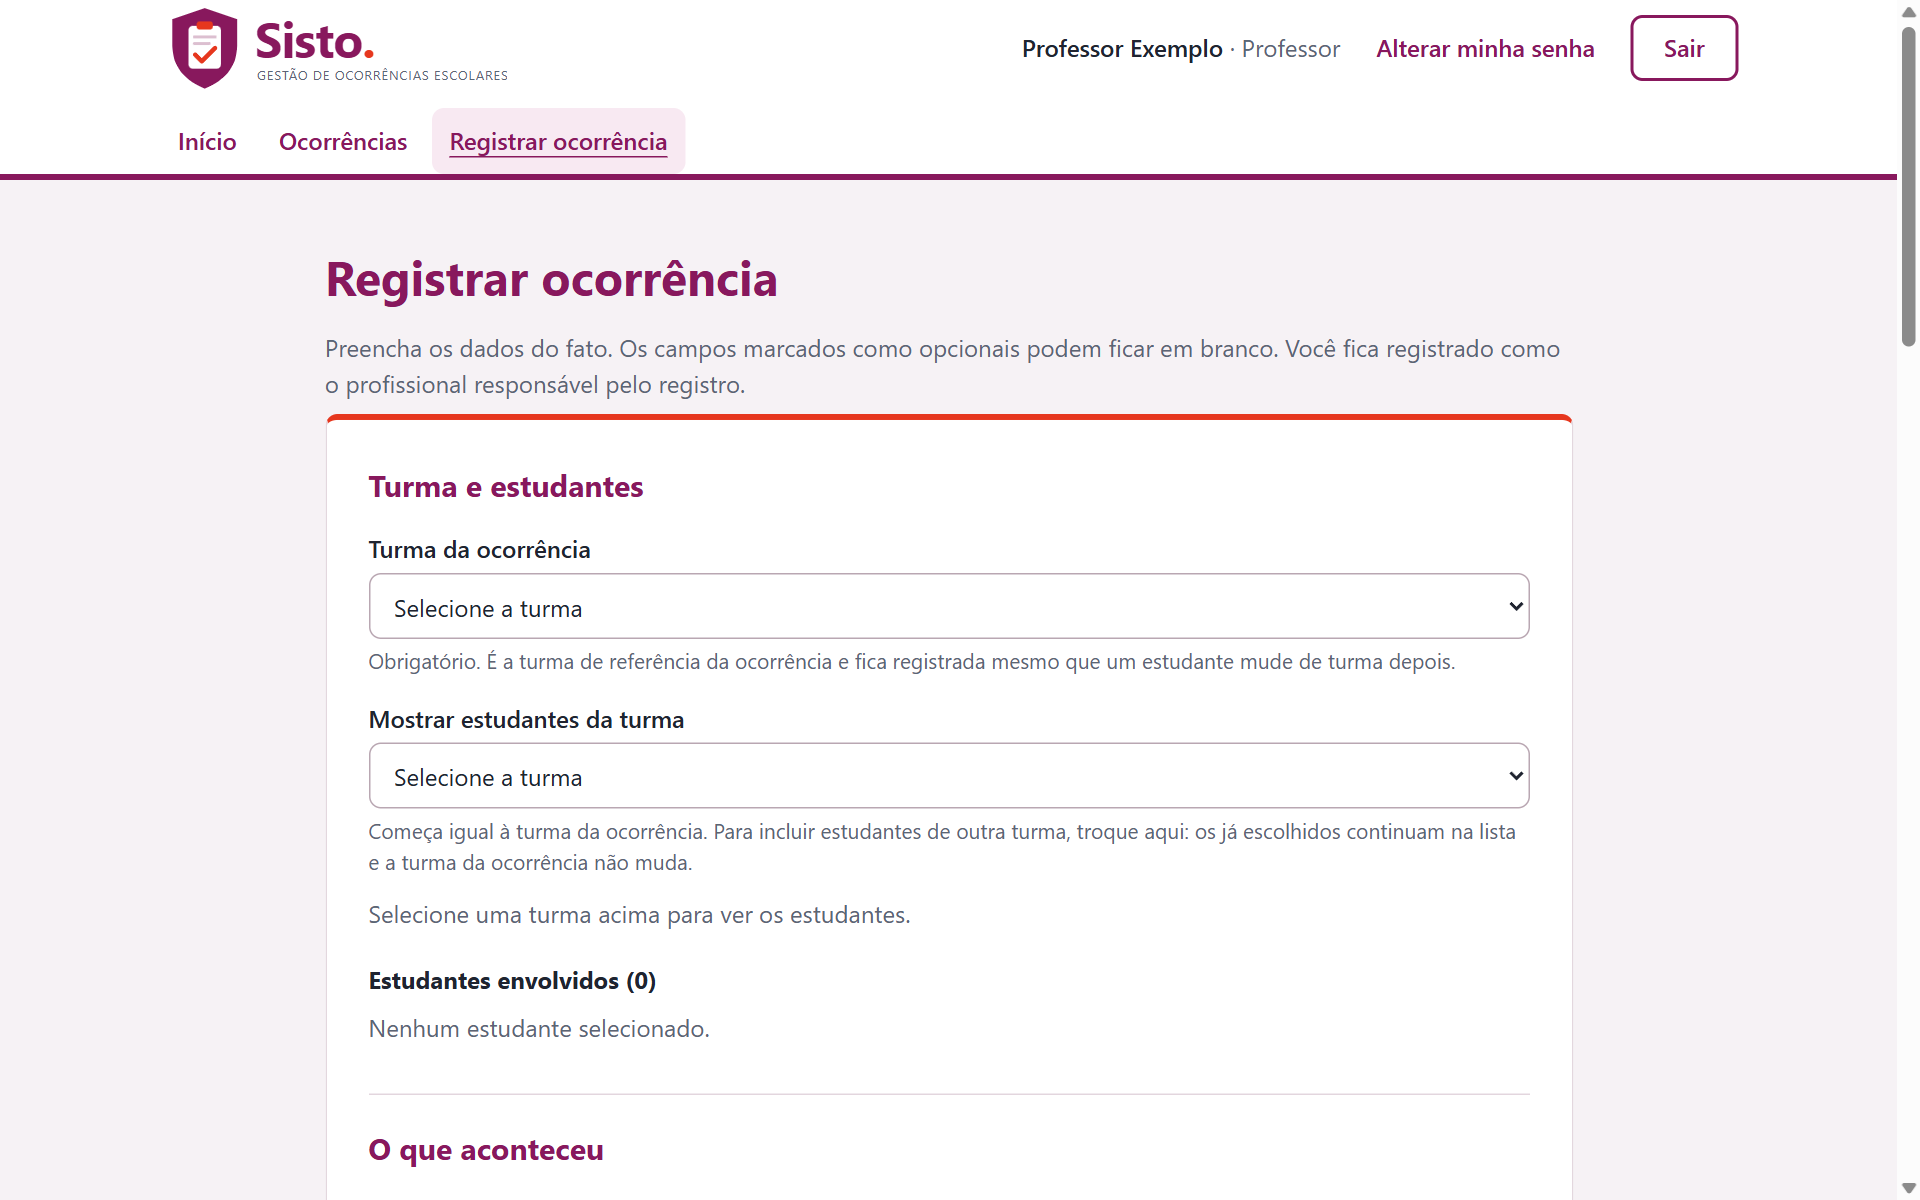 Sisto.
GESTÃO DE OCORRÊNCIAS ESCOLARES
Professor Exemplo · Professor
Alterar minha senha
Sair
Início
Ocorrências
Registrar ocorrência
Registrar ocorrência
Preencha os dados do fato. Os campos marcados como opcionais podem ficar em branco. Você fica registrado como
o profissional responsável pelo registro.
Turma e estudantes
Turma da ocorrência
Selecione a turma
Obrigatório. É a turma de referência da ocorrência e fica registrada mesmo que um estudante mude de turma depois.
Mostrar estudantes da turma
Selecione a turma
Começa igual à turma da ocorrência. Para incluir estudantes de outra turma, troque aqui: os já escolhidos continuam na lista
e a turma da ocorrência não muda.
Selecione uma turma acima para ver os estudantes.
Estudantes envolvidos (0)
Nenhum estudante selecionado.
O que aconteceu